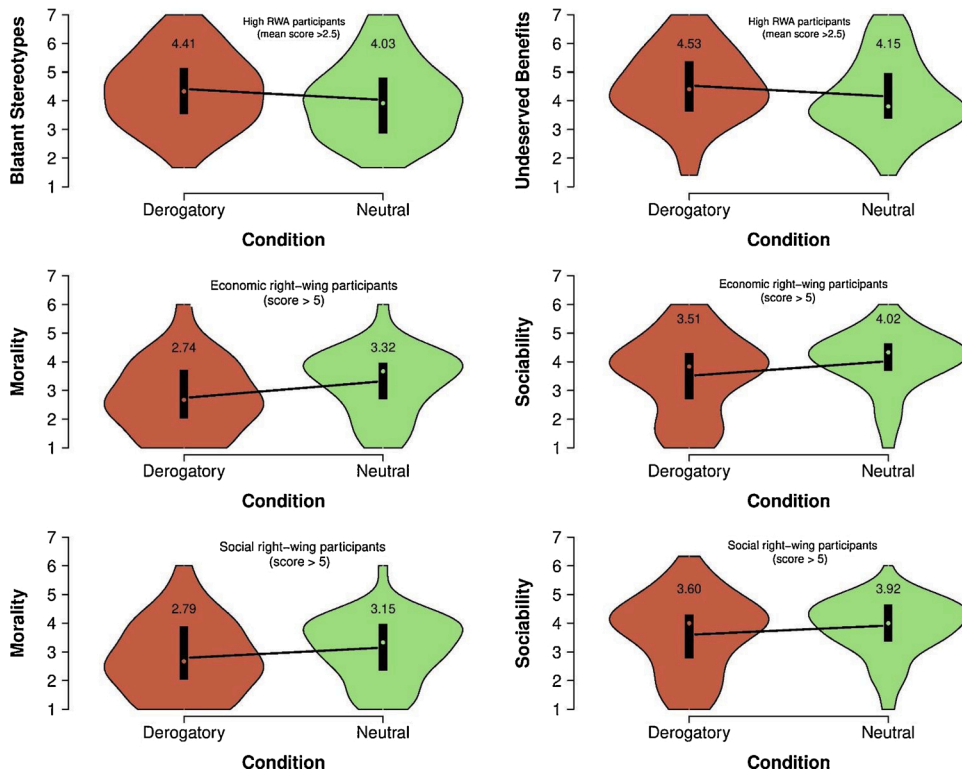 High RWA participants
(mean score >2.5)
Blatant Stereotypes
7
6
5
4
3
2
1
4.41
4.03
Derogatory
Neutral
Condition
High RWA participants
(mean score >2.5)
Undeserved Benefits
7
6
5
4
3
2
1
4.53
4.15
Derogatory
Neutral
Condition
Economic right−wing participants
(score > 5)
Morality
7
6
5
4
3
2
1
2.74
3.32
Derogatory
Neutral
Condition
Economic right−wing participants
(score > 5)
Sociability
7
6
5
4
3
2
1
3.51
4.02
Derogatory
Neutral
Condition
Social right−wing participants
(score > 5)
Morality
7
6
5
4
3
2
1
2.79
3.15
Derogatory
Neutral
Condition
Social right−wing participants
(score > 5)
Sociability
7
6
5
4
3
2
1
3.60
3.92
Derogatory
Neutral
Condition